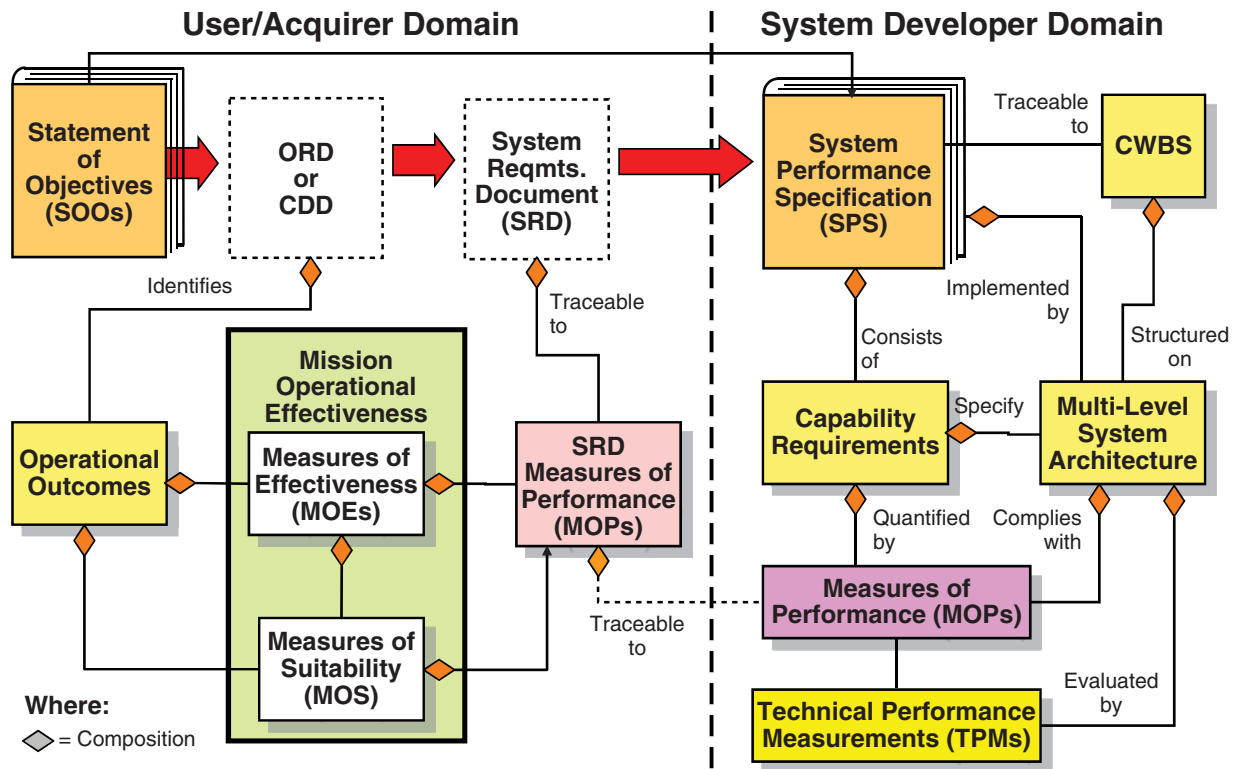 User/Acquirer Domain
System Developer Domain
Statement
of
Objectives
(SOOs)
ORD
or
CDD
System
Reqmts.
Document
(SRD)
System
Performance
Specification
(SPS)
Traceable
to
CWBS
Identifies
Traceable
to
Implemented
by
Consists
of
Structured
on
Mission
Operational
Effectiveness
Operational
Outcomes
Measures of
Effectiveness
(MOEs)
SRD
Measures of
Performance
(MOPs)
Capability
Requirements
Specify
Multi-Level
System
Architecture
Quantified
by
Complies
with
Measures of
Performance (MOPs)
Traceable
to
Measures of
Suitability
(MOS)
Evaluated
by
Technical Performance
Measurements (TPMs)
Where:
= Composition